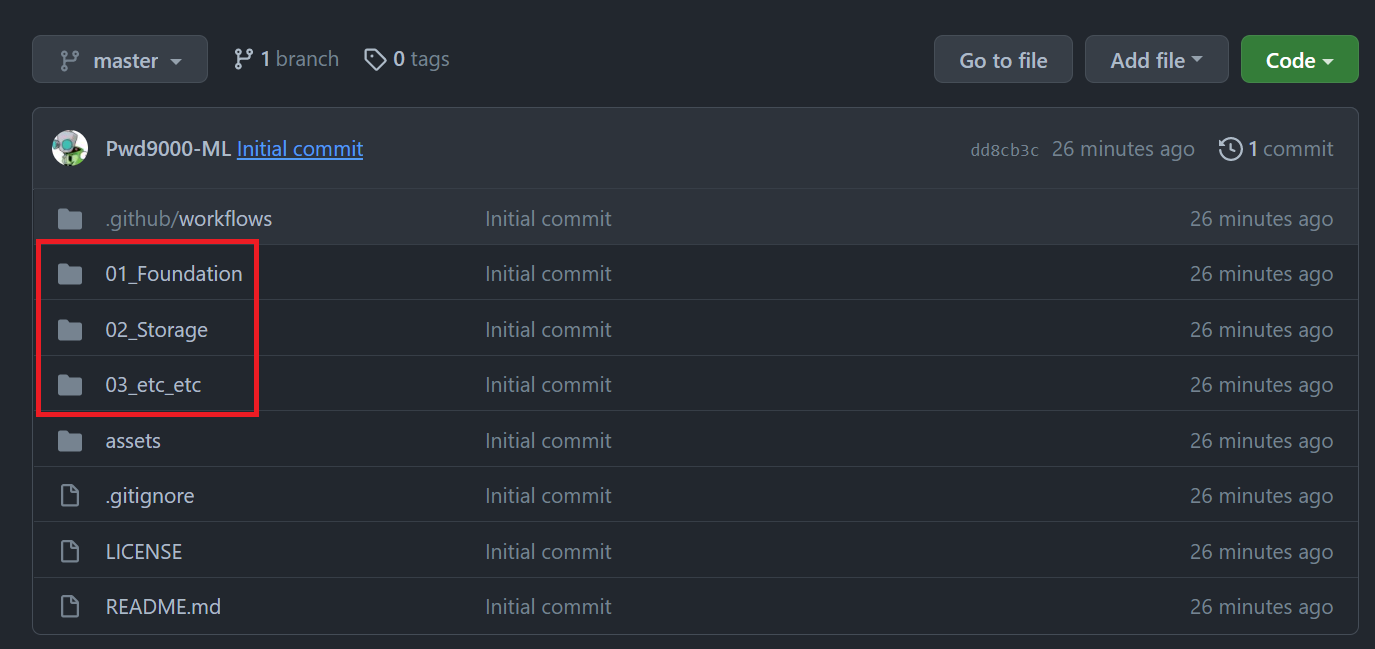 master 1 branch 0 tags Go to file Add file Code
Pwd9000-ML Initial commit dd8cb3c 26 minutes ago 1 commit
.github/workflows Initial commit 26 minutes ago
01_Foundation Initial commit 26 minutes ago
02_Storage Initial commit 26 minutes ago
03_etc_etc Initial commit 26 minutes ago
assets Initial commit 26 minutes ago
.gitignore Initial commit 26 minutes ago
LICENSE Initial commit 26 minutes ago
README.md Initial commit 26 minutes ago